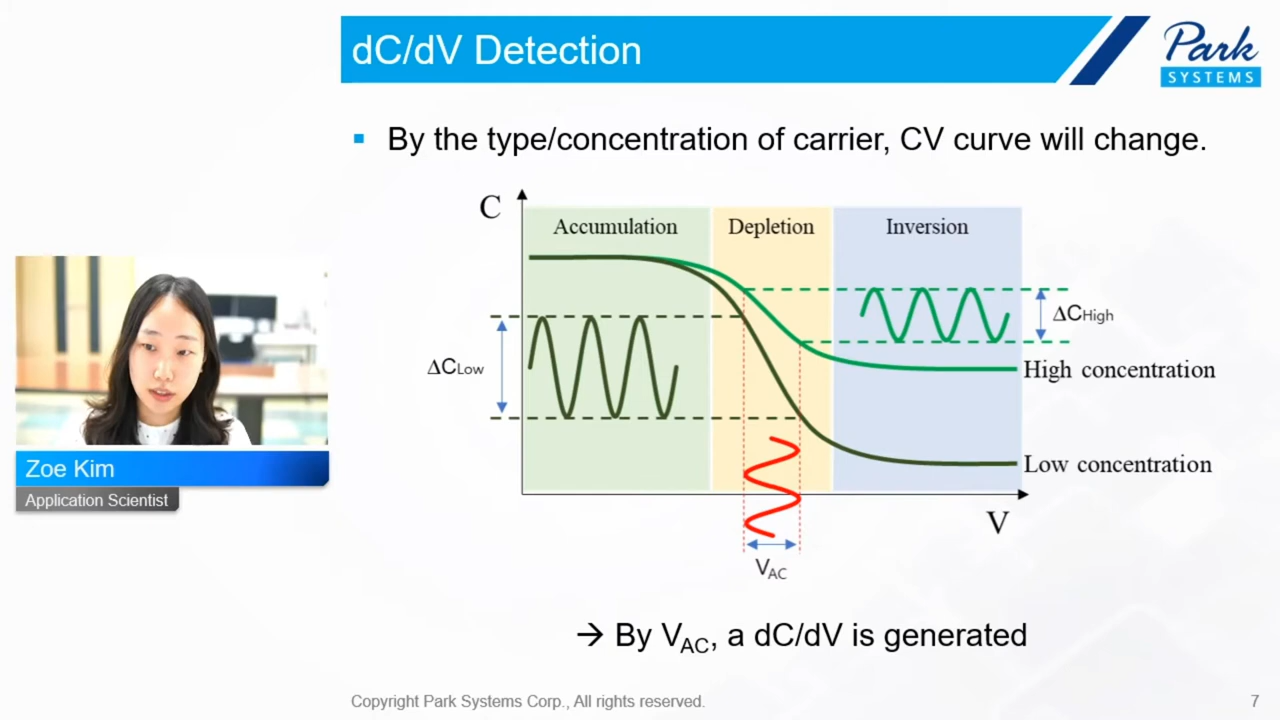 dC/dV Detection
Park
SYSTEMS
By the type/concentration of carrier, CV curve will change.
C
Accumulation
Depletion
Inversion
ΔCHigh
ΔCLow
High concentration
Low concentration
V
VAC
→ By VAC, a dC/dV is generated
Zoe Kim
Application Scientist
Copyright Park Systems Corp., All rights reserved.
7